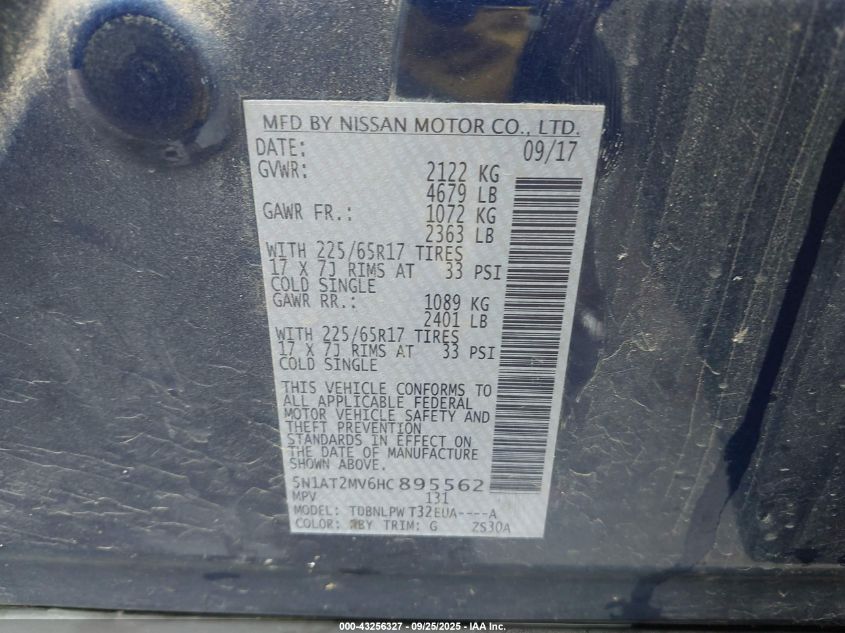 MFD BY NISSAN MOTOR CO., LTD.
DATE: 09/17
GVWR: 2122 KG
4679 LB
GAWR FR.: 1072 KG
2363 LB
WITH 225/65R17 TIRES
17 X 7J RIMS AT 33 PSI
COLD SINGLE
GAWR RR.: 1089 KG
2401 LB
WITH 225/65R17 TIRES
17 X 7J RIMS AT 33 PSI
COLD SINGLE
THIS VEHICLE CONFORMS TO
ALL APPLICABLE FEDERAL
MOTOR VEHICLE SAFETY AND
THEFT PREVENTION
STANDARDS IN EFFECT ON
THE DATE OF MANUFACTURE
SHOWN ABOVE.
5N1AT2MV6HC895562
MPV 131
MODEL: TDBNLPW T32EUA----A
COLOR: TRIM: G ZS30A
000-43256327 - 09/25/2025 - IAA Inc.